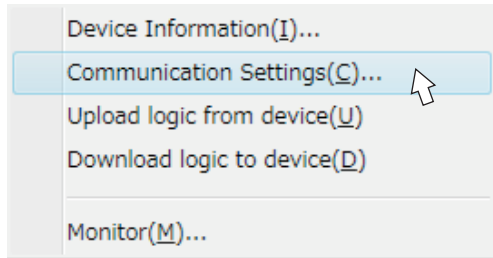 Device Information(I)...
Communication Settings(C)...
Upload logic from device(U)
Download logic to device(D)
Monitor(M)...